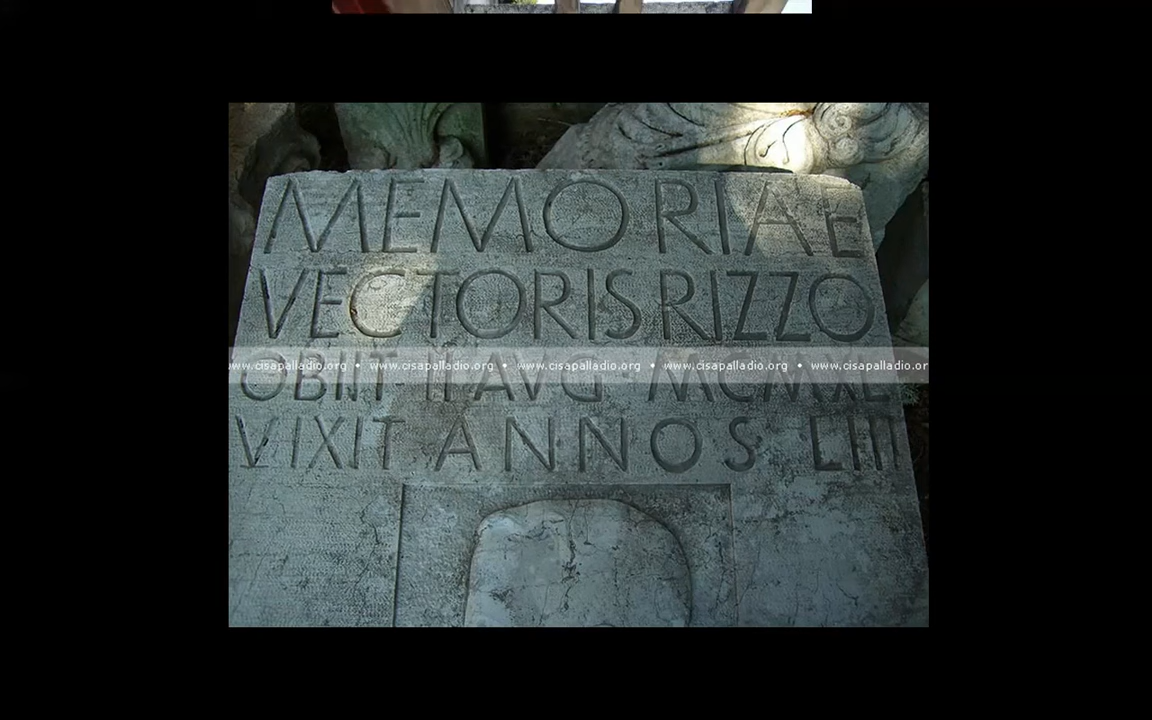 MEMORIAE
VECTORIS RIZZO
www.cisapalladio.org • www.cisapalladio.org • www.cisapalladio.org • www.cisapalladio.org • www.cisapalladio.or
OBIIT · II AVG · MCMXL
VIXIT ANNOS LIII